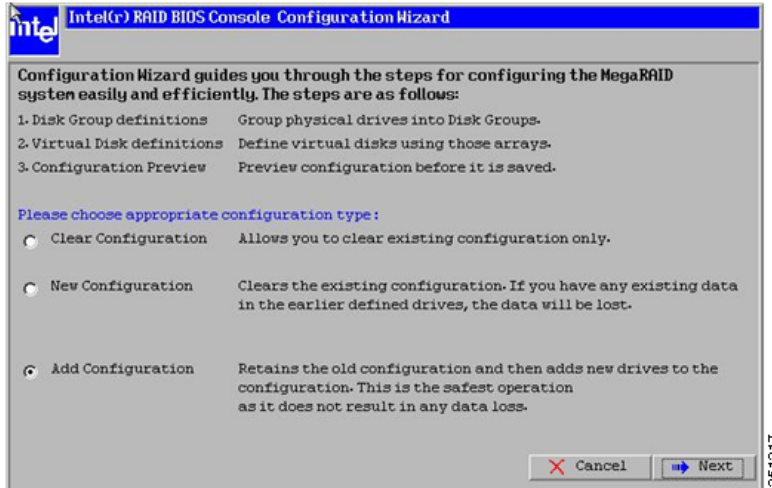 intel
Intel(r) RAID BIOS Console Configuration Wizard
Configuration Wizard guides you through the steps for configuring the MegaRAID
system easily and efficiently. The steps are as follows:
1. Disk Group definitions Group physical drives into Disk Groups.
2. Virtual Disk definitions Define virtual disks using those arrays.
3. Configuration Preview Preview configuration before it is saved.
Please choose appropriate configuration type:
Clear Configuration Allows you to clear existing configuration only.
New Configuration Clears the existing configuration. If you have any existing data
in the earlier defined drives, the data will be lost.
Add Configuration Retains the old configuration and then adds new drives to the
configuration. This is the safest operation
as it does not result in any data loss.
Cancel Next